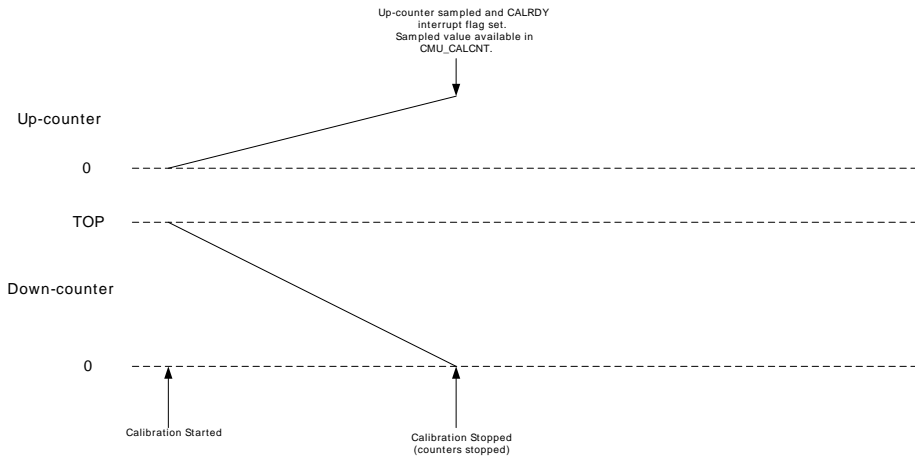 Up-counter sampled and CALRDY
interrupt flag set.
Sampled value available in
CMU_CALCNT.
Up-counter
0
TOP
Down-counter
0
Calibration Started
Calibration Stopped
(counters stopped)